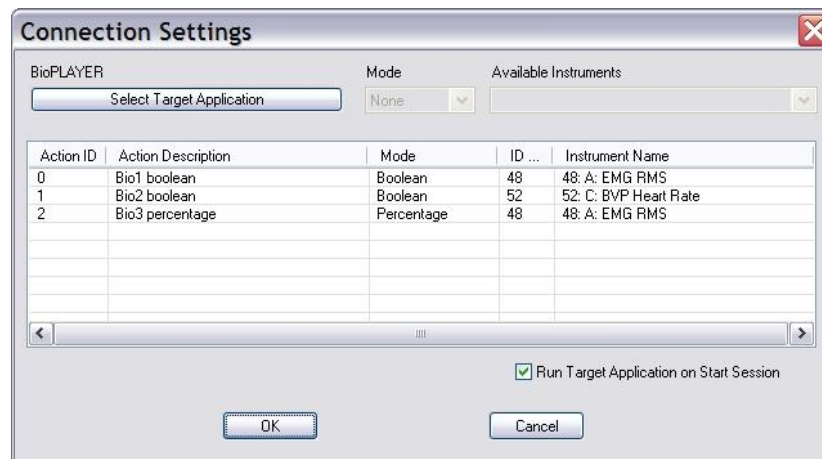 Connection Settings
BioPLAYER Mode Available Instruments
Select Target Application None
Action ID Action Description Mode ID ... Instrument Name
0 Bio1 boolean Boolean 48 48: A: EMG RMS
1 Bio2 boolean Boolean 52 52: C: BVP Heart Rate
2 Bio3 percentage Percentage 48 48: A: EMG RMS
Run Target Application on Start Session
OK Cancel